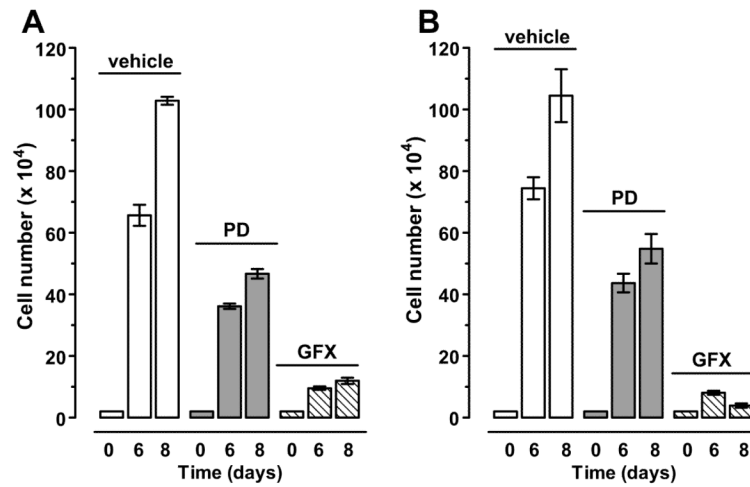 A
vehicle
PD
GFX
Cell number (x 10⁴)
120
100
80
60
40
20
0
0 6 8 0 6 8 0 6 8
Time (days)
B
vehicle
PD
GFX
Cell number (x 10⁴)
120
100
80
60
40
20
0
0 6 8 0 6 8 0 6 8
Time (days)